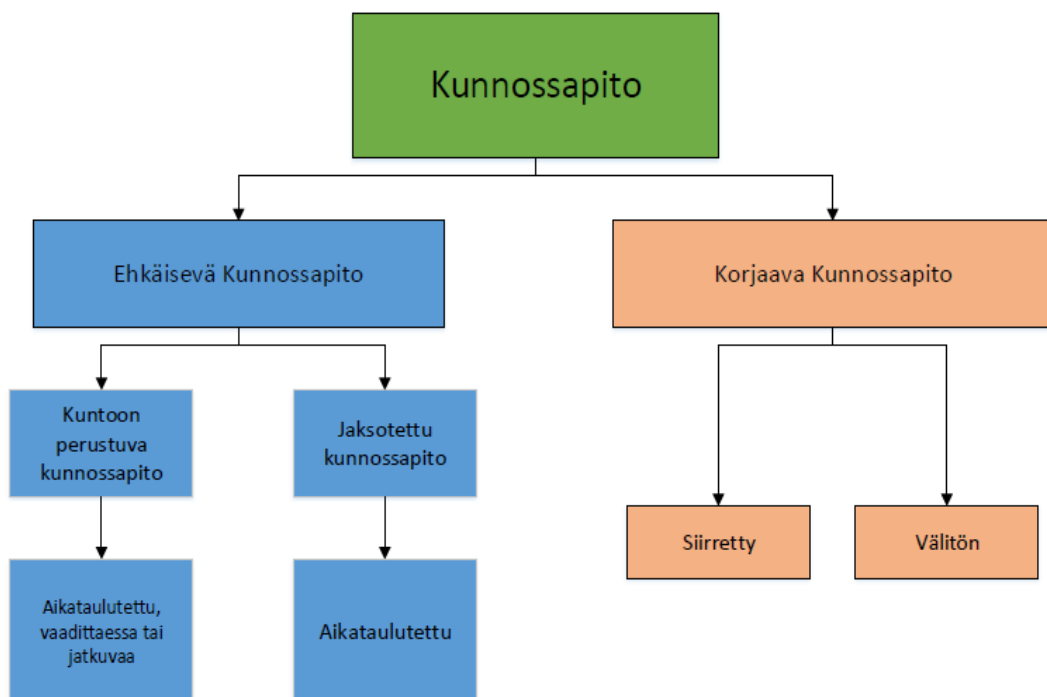 Kunnossapito
Ehkäisevä Kunnossapito
Korjaava Kunnossapito
Kuntoon
perustuva
kunnossapito
Jaksotettu
kunnossapito
Siirretty
Välitön
Aikataulutettu,
vaadittaessa tai
jatkuvaa
Aikataulutettu